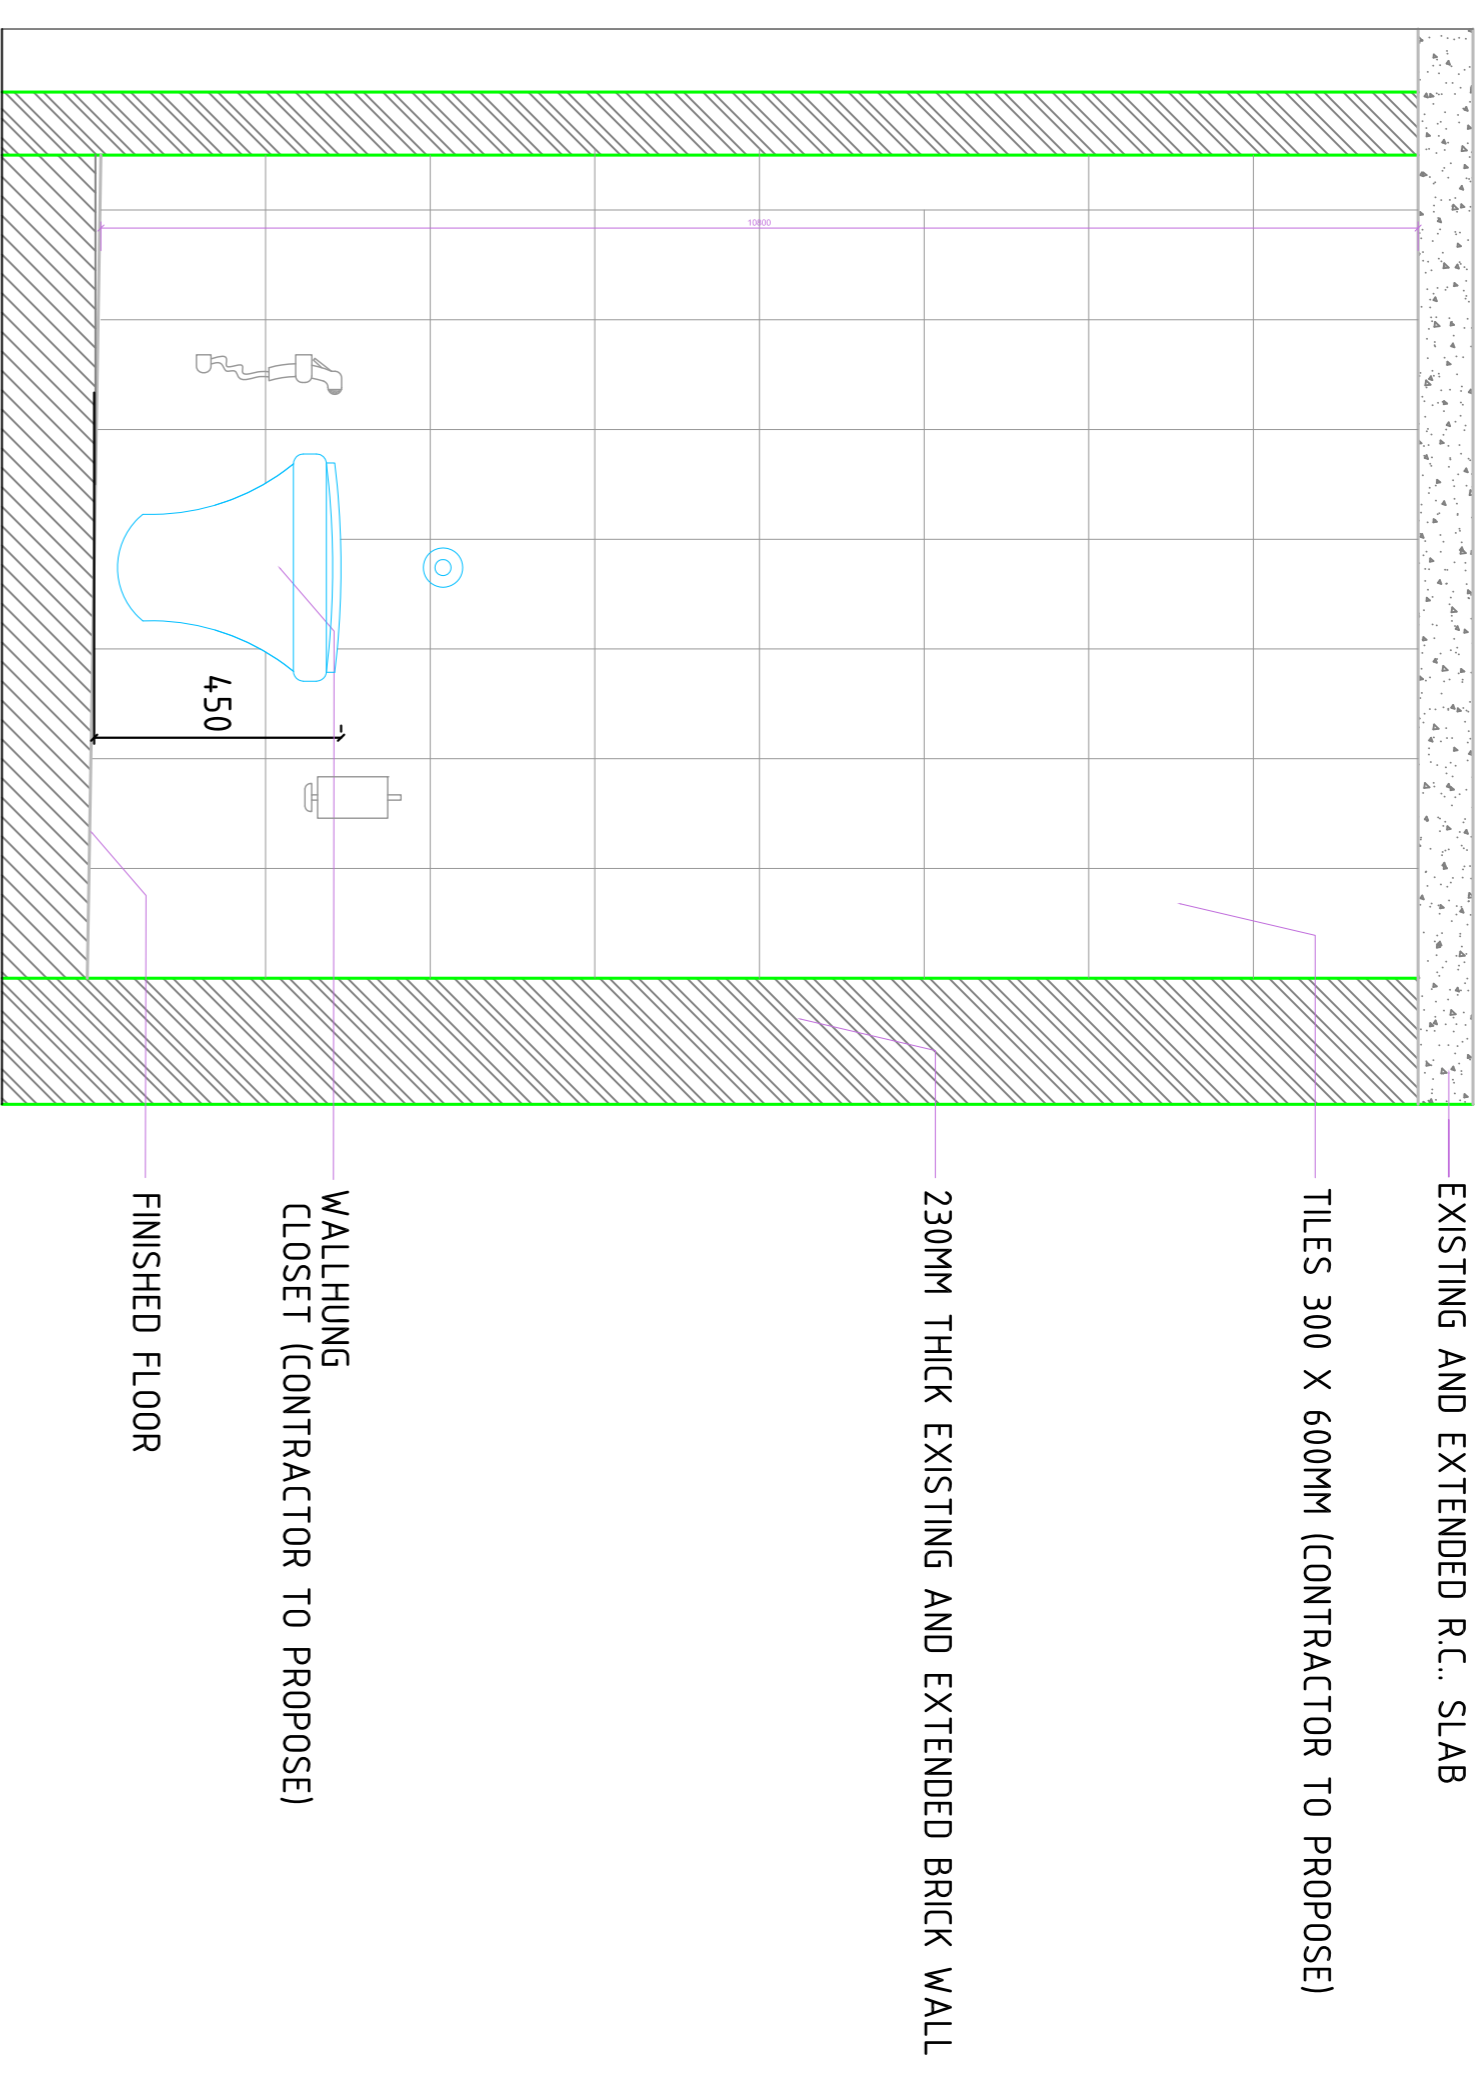 EXISTING AND EXTENDED R.C.. SLAB
TILES 300 X 600MM (CONTRACTOR TO PROPOSE)
230MM THICK EXISTING AND EXTENDED BRICK WALL
WALLHUNG
CLOSET (CONTRACTOR TO PROPOSE)
FINISHED FLOOR
450
10800